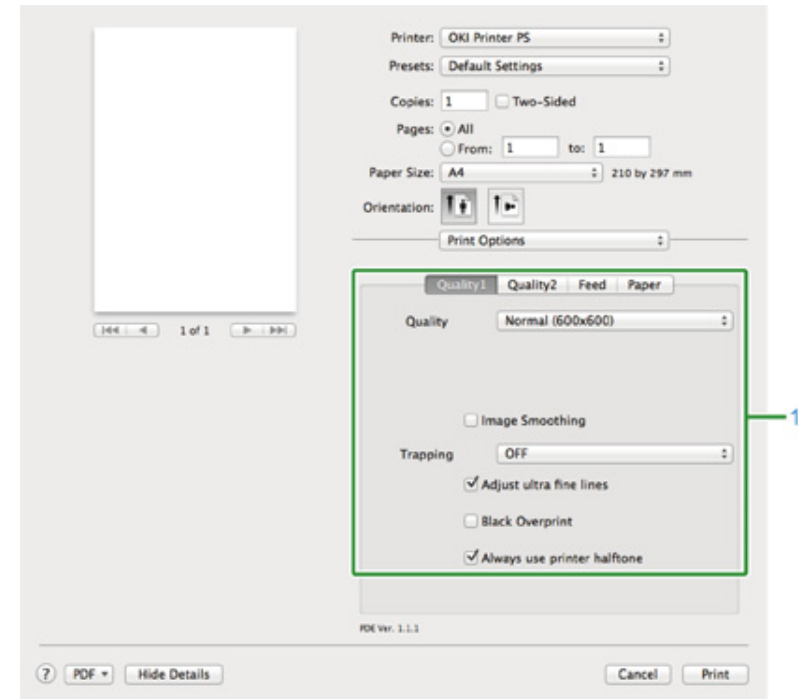 Printer: OKI Printer PS
Presets: Default Settings
Copies: 1 Two-Sided
Pages: All
From: 1 to: 1
Paper Size: A4 210 by 297 mm
Orientation:
Print Options
Quality1 Quality2 Feed Paper
Quality Normal (600x600)
1 of 1
Image Smoothing
1
Trapping OFF
Adjust ultra fine lines
Black Overprint
Always use printer halftone
PDE Ver. 1.1.1
? PDF Hide Details Cancel Print